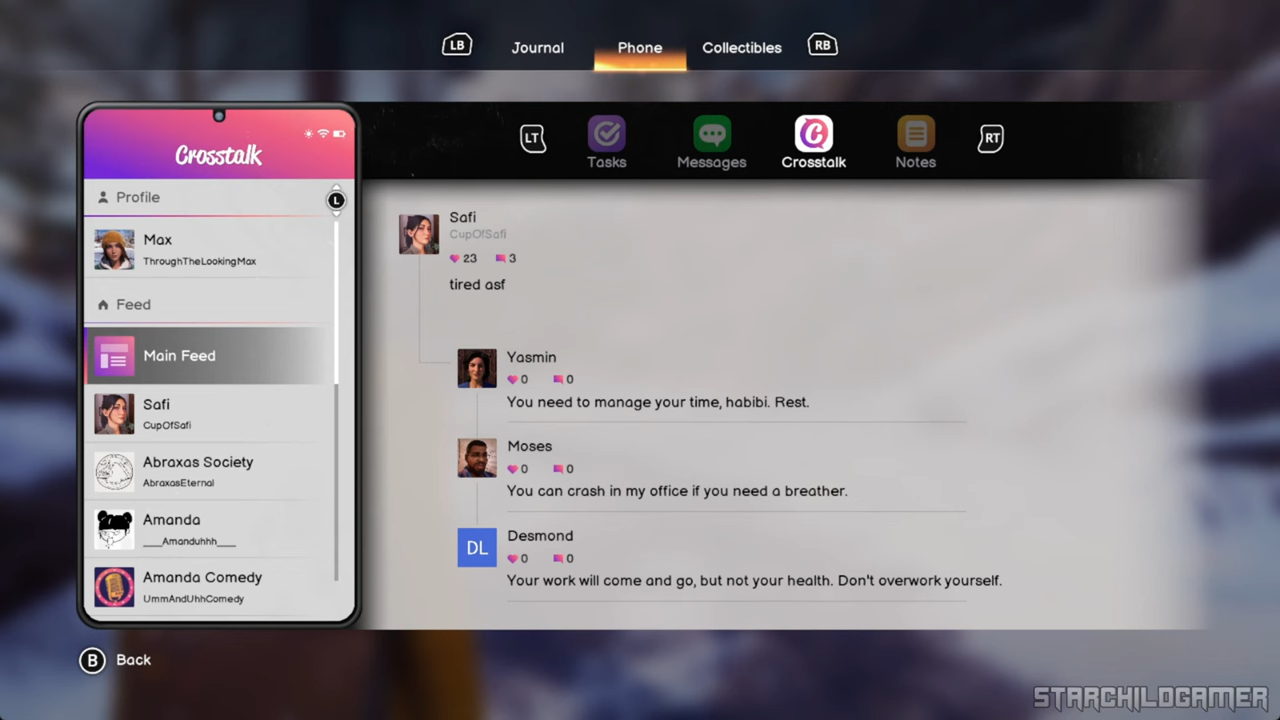 LB
Journal
Phone
Collectibles
RB
Crosstalk
Profile
L
Max
ThroughTheLookingMax
Feed
Main Feed
Safi
CupOfSafi
Abraxas Society
AbraxasEternal
Amanda
___Amanduhhh___
Amanda Comedy
UmmAndUhhComedy
LT
Tasks
Messages
Crosstalk
Notes
RT
Safi
CupOfSafi
23 3
tired asf
Yasmin
0 0
You need to manage your time, habibi. Rest.
Moses
0 0
You can crash in my office if you need a breather.
DL
Desmond
0 0
Your work will come and go, but not your health. Don't overwork yourself.
B Back
STARCHILDGAMER